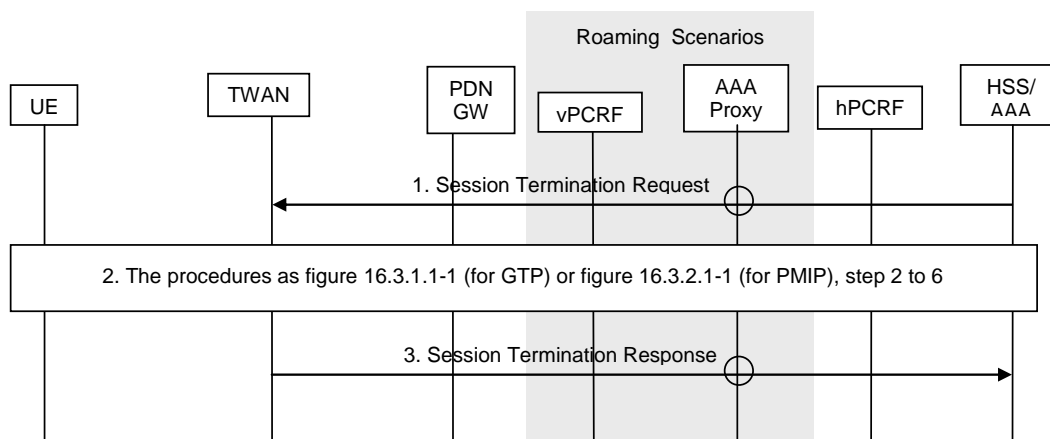 Roaming Scenarios
UE
TWAN
PDN
GW
vPCRF
AAA
Proxy
hPCRF
HSS/
AAA
1. Session Termination Request
2. The procedures as figure 16.3.1.1-1 (for GTP) or figure 16.3.2.1-1 (for PMIP), step 2 to 6
3. Session Termination Response